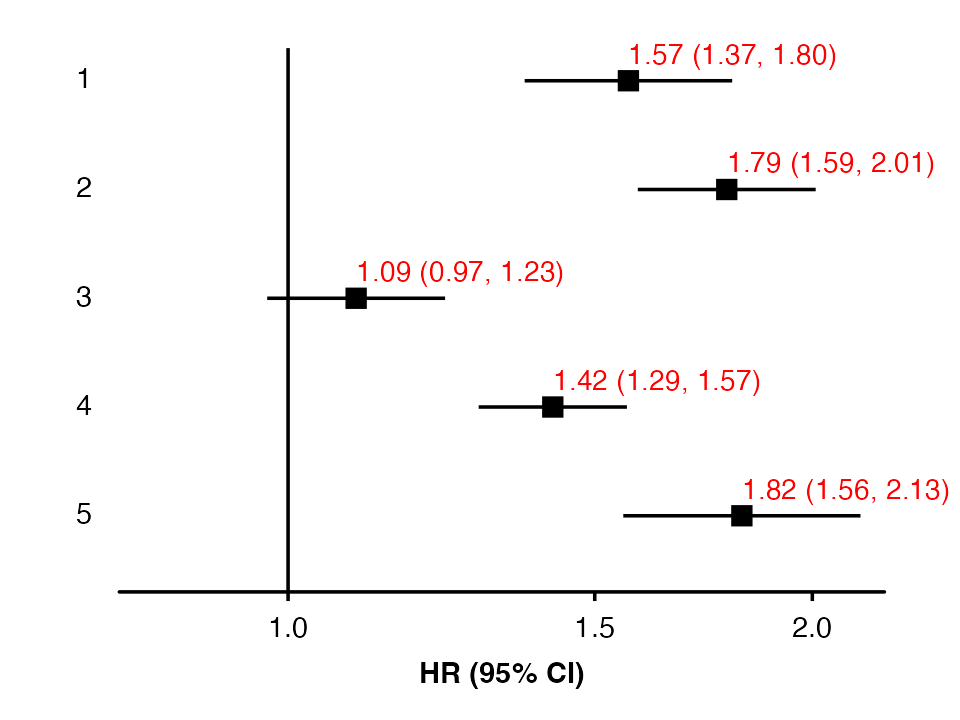 1.57 (1.37, 1.80)
1
1.79 (1.59, 2.01)
2
1.09 (0.97, 1.23)
3
1.42 (1.29, 1.57)
4
1.82 (1.56, 2.13)
5
1.0 1.5 2.0
HR (95% CI)